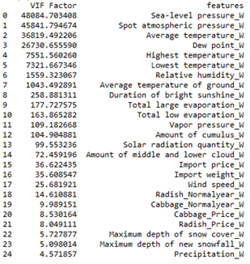 VIF Factor features
0 48084.703408 Sea-level pressure_W
1 45841.794674 Spot atmospheric pressure_W
2 36819.492206 Average temperature_W
3 26730.655590 Dew point_W
4 7551.560260 Highest temperature_W
5 7321.667346 Lowest temperature_W
6 1559.323067 Relative humidity_W
7 1043.492891 Average temperature of ground_W
8 258.881311 Duration of bright sunshine_W
9 177.727575 Total large evaporation_W
10 163.865282 Total low evaporation_W
11 109.182668 Vapor pressure_W
12 104.904881 Amount of cumulus_W
13 99.553236 Solar radiation quantity_W
14 72.459196 Amount of middle and lower cloud_W
15 36.622435 Import price_W
16 35.608547 Import weight_W
17 25.681921 Wind speed_W
18 14.610881 Radish_Normalyear_W
19 9.989151 Cabbage_Normalyear_W
20 8.530164 Cabbage_Price_W
21 8.049111 Radish_Price_W
22 5.727877 Maximum depth of snow cover_W
23 5.098014 Maximum depth of new snowfall_W
24 4.571857 Precipitation_W